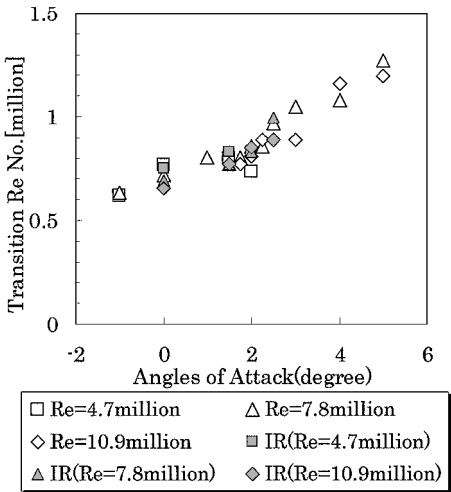 1.5
1
0.5
0
Transition Re No.[million]
-2 0 2 4 6
Angles of Attack(degree)
Re=4.7million Re=7.8million
Re=10.9million IR(Re=4.7million)
IR(Re=7.8million) IR(Re=10.9million)